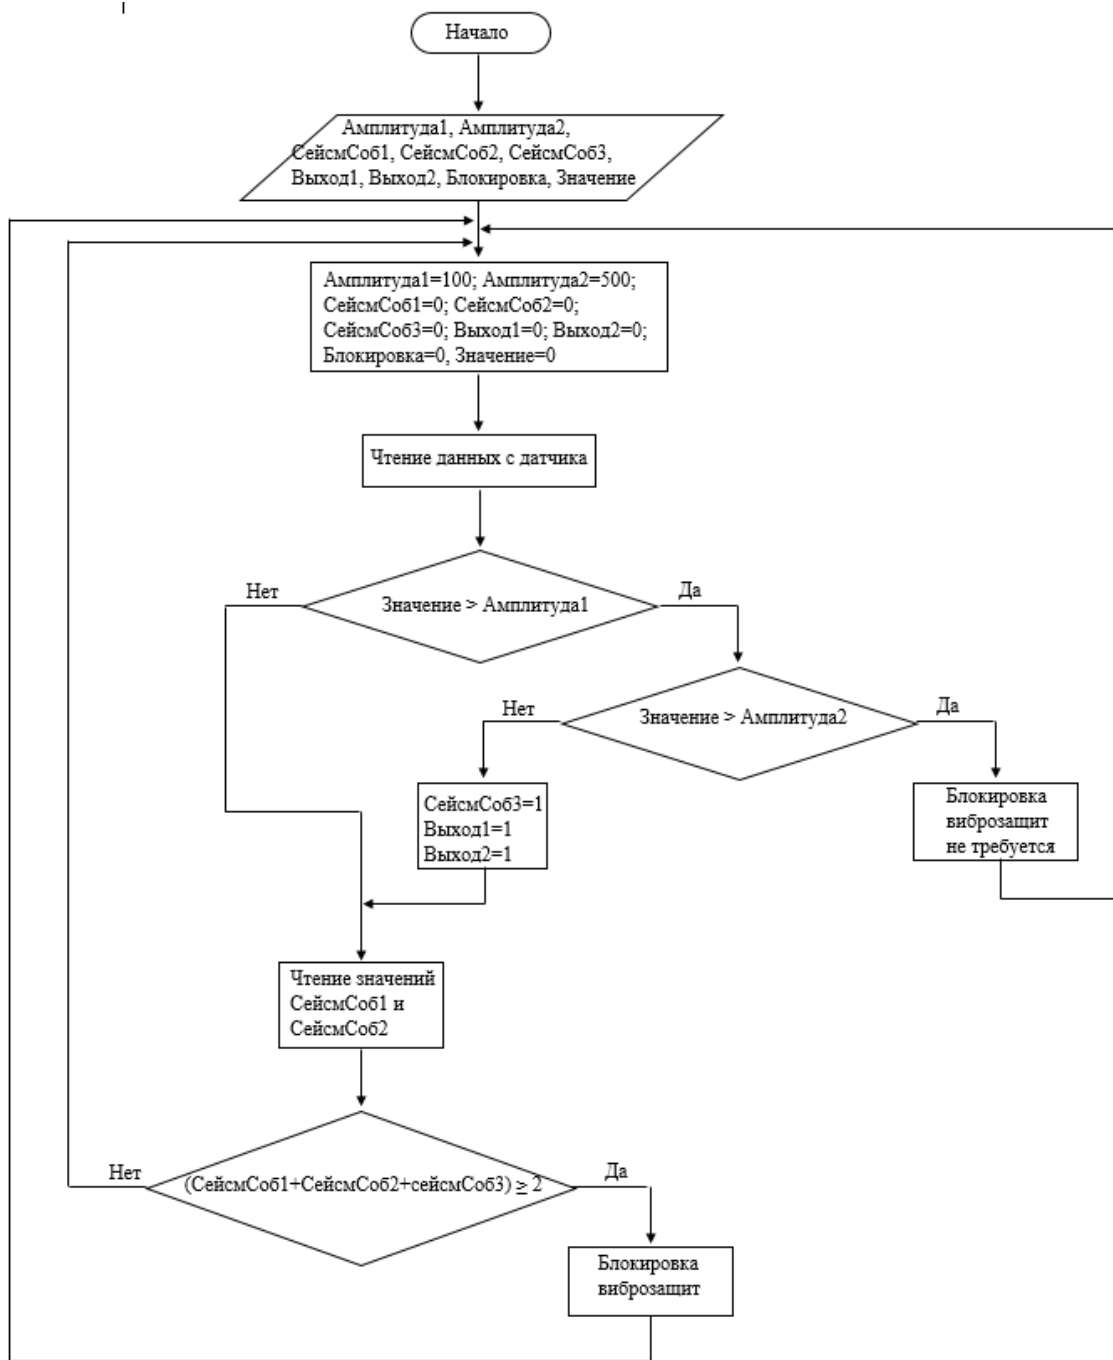 Начало
Амплитуда1, Амплитуда2,
СейсмСоб1, СейсмСоб2, СейсмСоб3,
Выход1, Выход2, Блокировка, Значение
Амплитуда1=100; Амплитуда2=500;
СейсмСоб1=0; СейсмСоб2=0;
СейсмСоб3=0; Выход1=0; Выход2=0;
Блокировка=0, Значение=0
Чтение данных с датчика
Нет
Значение > Амплитуда1
Да
Нет
Значение > Амплитуда2
Да
СейсмСоб3=1
Выход1=1
Выход2=1
Блокировка
виброзащит
не требуется
Чтение значений
СейсмСоб1 и
СейсмСоб2
Нет
(СейсмСоб1+СейсмСоб2+сейсмСоб3) ≥ 2
Да
Блокировка
виброзащит